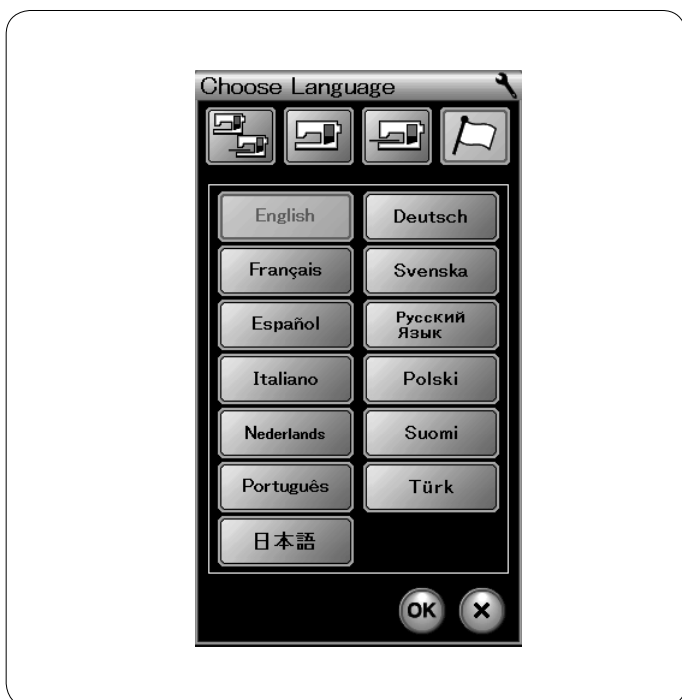 Choose Language
English
Deutsch
Français
Svenska
Español
Русский
Язык
Italiano
Polski
Nederlands
Suomi
Português
Türk
日本語
OK